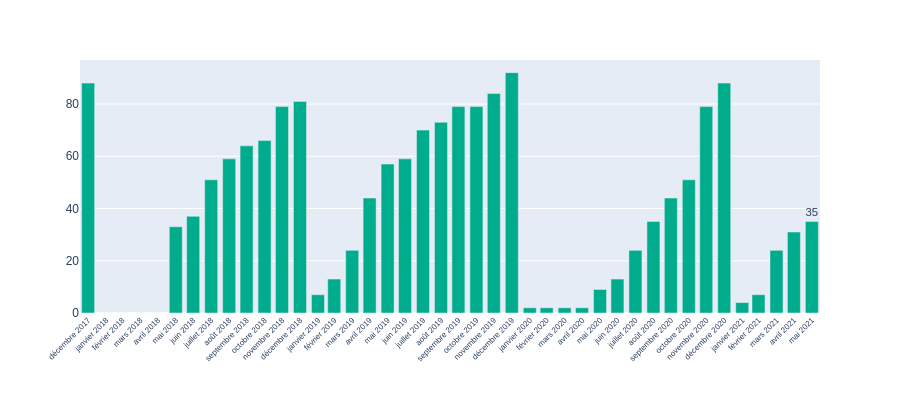 80
60
40
20
0
35
décembre 2017
janvier 2018
février 2018
mars 2018
avril 2018
mai 2018
juin 2018
juillet 2018
août 2018
septembre 2018
octobre 2018
novembre 2018
décembre 2018
janvier 2019
février 2019
mars 2019
avril 2019
mai 2019
juin 2019
juillet 2019
août 2019
septembre 2019
octobre 2019
novembre 2019
décembre 2019
janvier 2020
février 2020
mars 2020
avril 2020
mai 2020
juin 2020
juillet 2020
août 2020
septembre 2020
octobre 2020
novembre 2020
décembre 2020
janvier 2021
février 2021
mars 2021
avril 2021
mai 2021